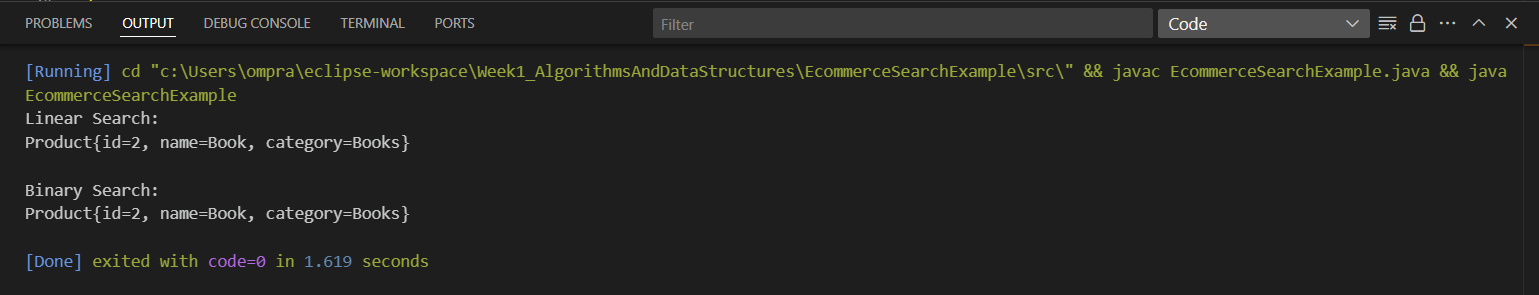 PROBLEMS OUTPUT DEBUG CONSOLE TERMINAL PORTS Filter Code
[Running] cd "c:\Users\ompra\eclipse-workspace\Week1_AlgorithmsAndDataStructures\EcommerceSearchExample\src\" && javac EcommerceSearchExample.java && java
EcommerceSearchExample
Linear Search:
Product{id=2, name=Book, category=Books}
Binary Search:
Product{id=2, name=Book, category=Books}
[Done] exited with code=0 in 1.619 seconds